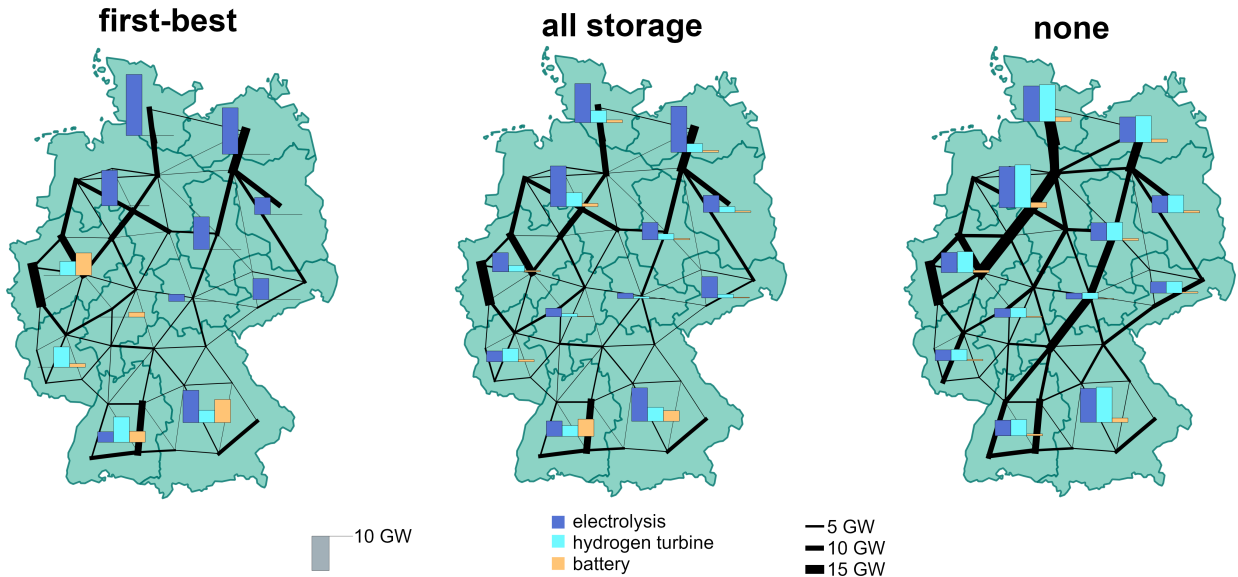 first-best
all storage
none
10 GW
electrolysis
hydrogen turbine
battery
5 GW
10 GW
15 GW